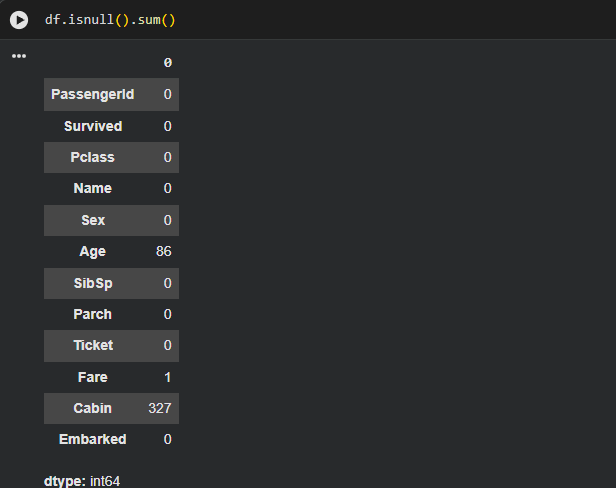 df.isnull().sum()
0
PassengerId 0
Survived 0
Pclass 0
Name 0
Sex 0
Age 86
SibSp 0
Parch 0
Ticket 0
Fare 1
Cabin 327
Embarked 0
dtype: int64